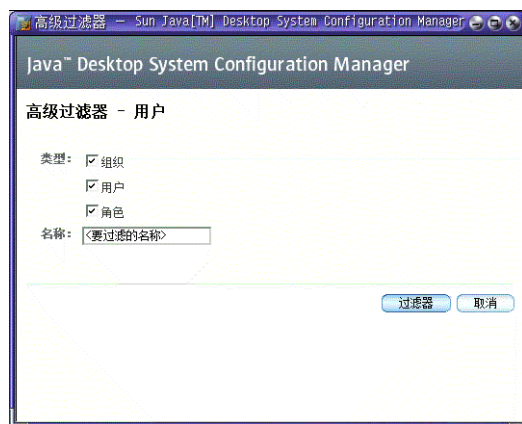 高级过滤器 － Sun Java[TM] Desktop System Configuration Manager
Java™ Desktop System Configuration Manager
高级过滤器 － 用户
类型： 组织
用户
角色
名称： <要过滤的名称>
过滤器 取消